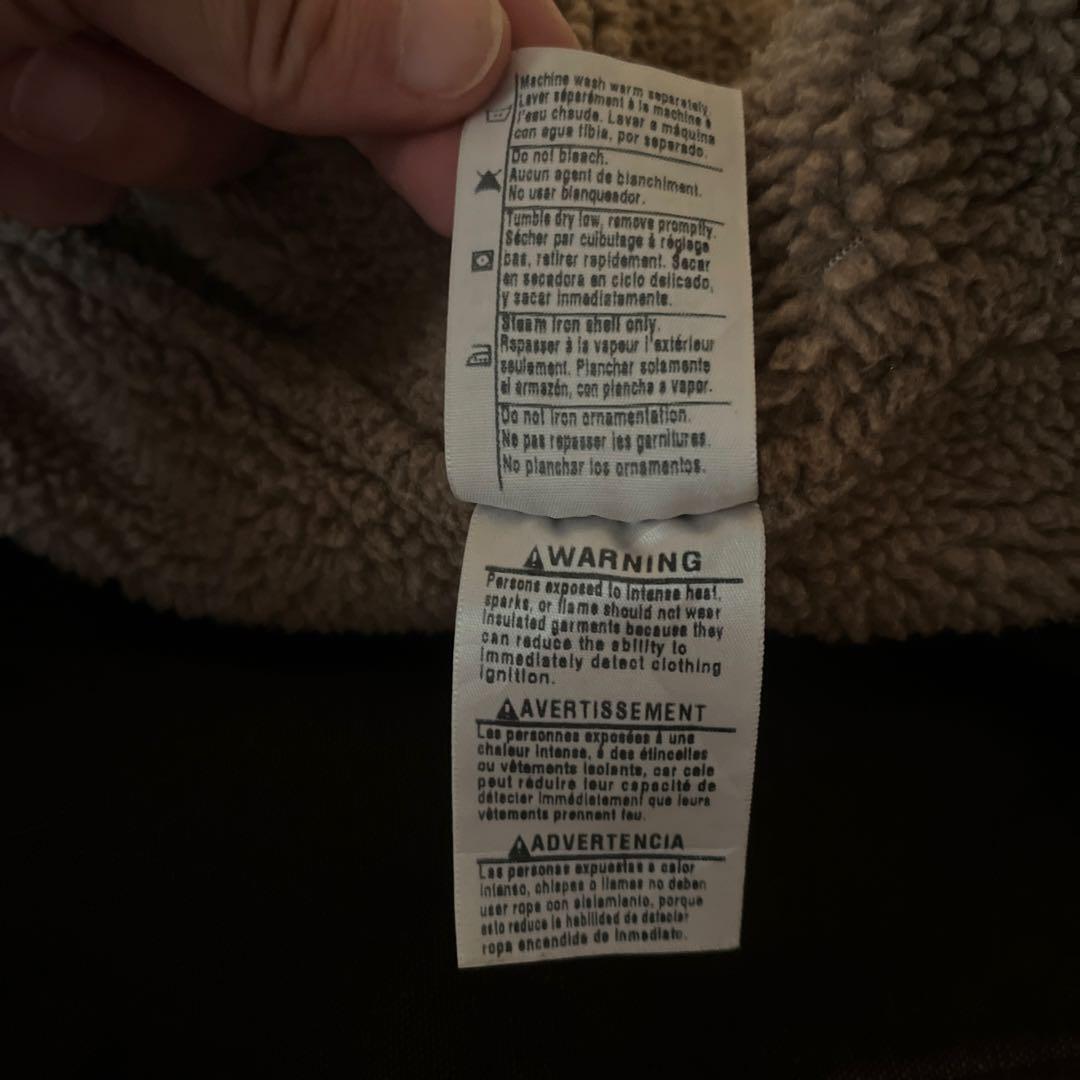 Machine wash warm separately.
Laver séparément à la machine à
l'eau chaude. Lavar a máquina
con agua tibia, por separado.
Do not bleach.
Aucun agent de blanchiment.
No usar blanqueador.
Tumble dry low, remove promptly.
Sécher par culbutage à réglage
bas, retirer rapidement. Secar
en secadora en ciclo delicado,
y sacar inmediatamente.
Steam iron shell only.
Repasser à la vapeur l'extérieur
seulement. Planchar solamente
el armazón, con plancha a vapor.
Do not iron ornamentation.
Ne pas repasser les garnitures.
No planchar los ornamentos.
WARNING
Persons exposed to intense heat,
sparks, or flame should not wear
insulated garments because they
can reduce the ability to
immediately detect clothing
ignition.
AVERTISSEMENT
Les personnes exposées à une
chaleur intense, à des étincelles
ou vêtements isolants, car cela
peut réduire leur capacité de
détecter immédiatement que leurs
vêtements prennent feu.
ADVERTENCIA
Las personas expuestas a calor
intenso, chispas o llamas no deben
usar ropa con aislamiento, porque
esto reduce la habilidad de detectar
ropa encendida de inmediato.